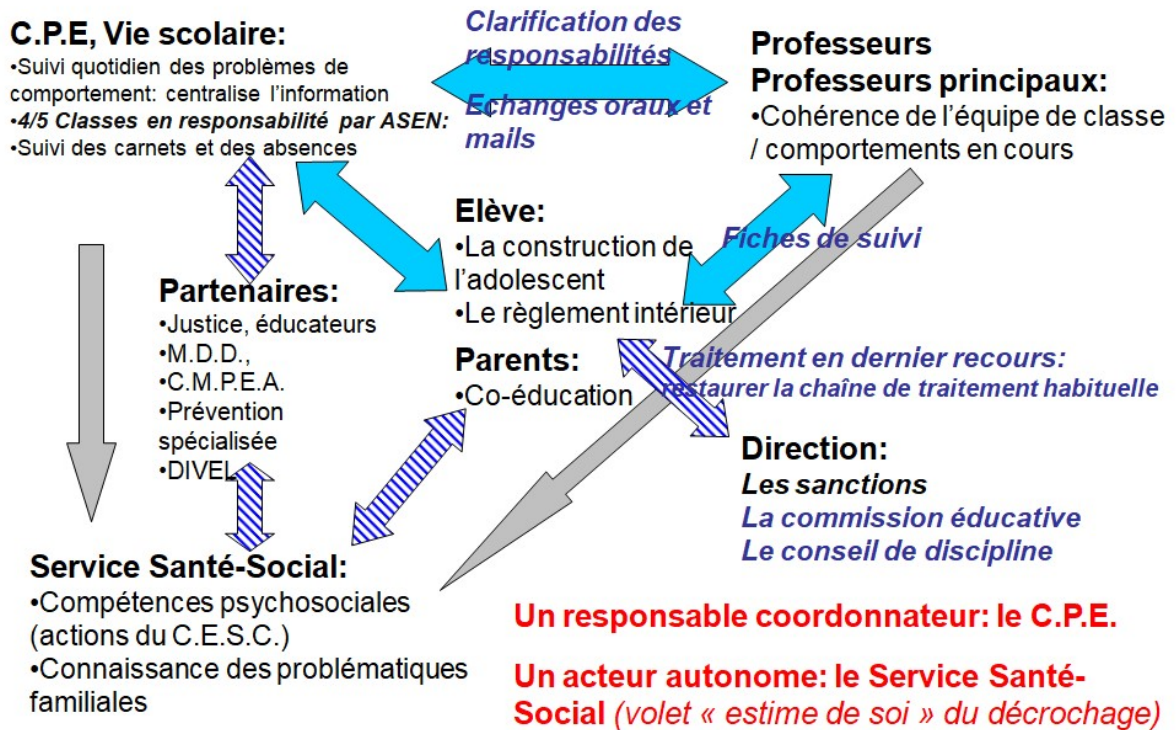 C.P.E, Vie scolaire:
•Suivi quotidien des problèmes de
comportement: centralise l’information
•4/5 Classes en responsabilité par ASEN:
•Suivi des carnets et des absences
Clarification des
responsabilités
Echanges oraux et
mails
Professeurs
Professeurs principaux:
•Cohérence de l’équipe de classe
/ comportements en cours
Elève:
•La construction de
l’adolescent
•Le règlement intérieur
Fiches de suivi
Partenaires:
•Justice, éducateurs
•M.D.D.,
•C.M.P.E.A.
•Prévention
spécialisée
•DIVEL
Parents:
•Co-éducation
Traitement en dernier recours:
restaurer la chaîne de traitement habituelle
Direction:
Les sanctions
La commission éducative
Le conseil de discipline
Service Santé-Social:
•Compétences psychosociales
(actions du C.E.S.C.)
•Connaissance des problématiques
familiales
Un responsable coordonnateur: le C.P.E.
Un acteur autonome: le Service Santé-
Social (volet « estime de soi » du décrochage)